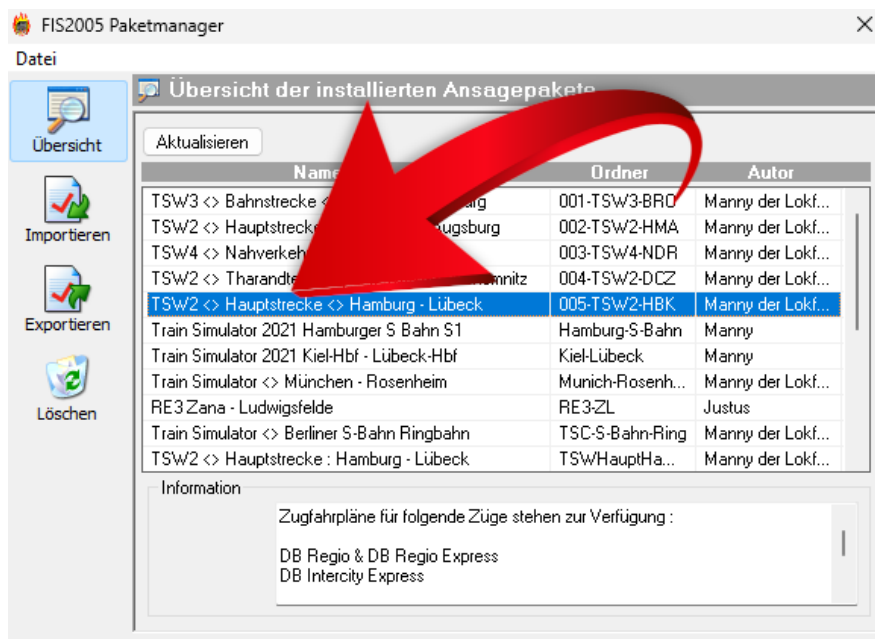 FIS2005 Paketmanager
Datei
Übersicht der installierten Ansagepakete
Übersicht
Importieren
Exportieren
Löschen
Aktualisieren
Name Ordner Autor
TSW3 <> Bahnstrecke 001-TSW3-BRO Manny der Lokf...
TSW2 <> Hauptstrecke Augsburg 002-TSW2-HMA Manny der Lokf...
TSW4 <> Nahverkehr 003-TSW4-NDR Manny der Lokf...
TSW2 <> 004-TSW2-DCZ Manny der Lokf...
TSW2 <> Hauptstrecke <> Hamburg - Lübeck 005-TSW2-HBK Manny der Lokf...
Train Simulator 2021 Hamburger S Bahn S1 Hamburg-S-Bahn Manny
Train Simulator 2021 Kiel-Hbf - Lübeck-Hbf Kiel-Lübeck Manny
Train Simulator <> München - Rosenheim Munich-Rosenh... Manny der Lokf...
RE3 Zana - Ludwigsfelde RE3-ZL Justus
Train Simulator <> Berliner S-Bahn Ringbahn TSC-S-Bahn-Ring Manny der Lokf...
TSW2 <> Hauptstrecke : Hamburg - Lübeck TSWHauptHa... Manny der Lokf...
Information
Zugfahrpläne für folgende Züge stehen zur Verfügung :
DB Regio & DB Regio Express
DB Intercity Express